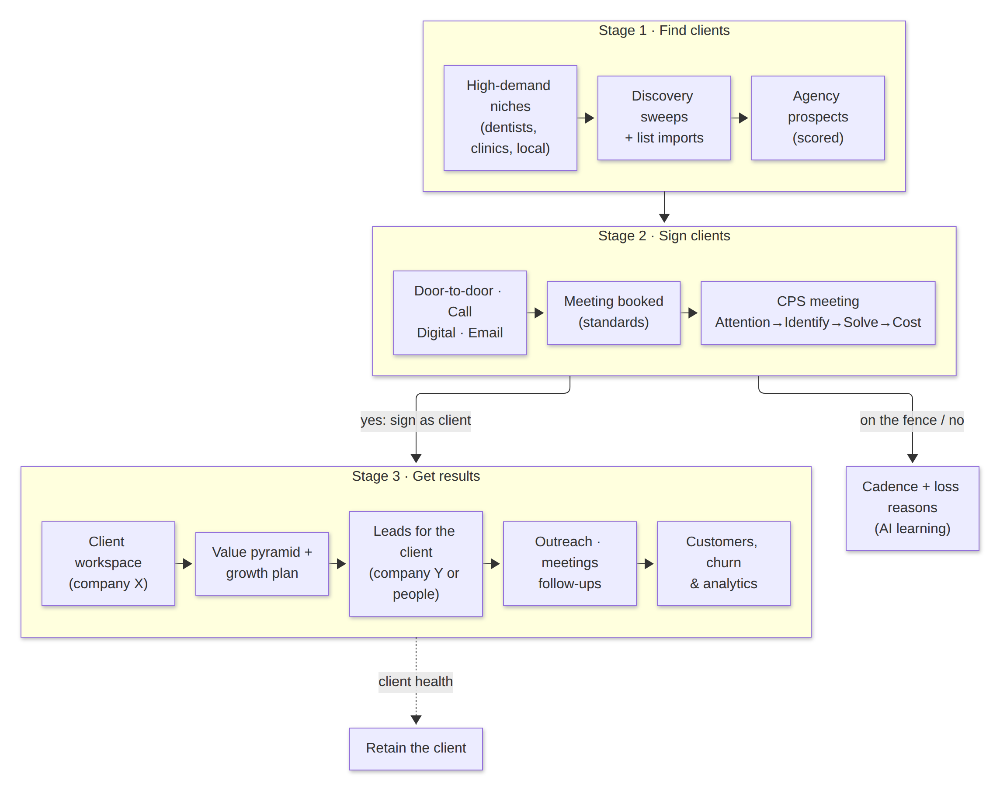 Stage 1 · Find clients
High-demand
niches
(dentists,
clinics, local)
Discovery
sweeps
+ list imports
Agency
prospects
(scored)
Stage 2 · Sign clients
Door-to-door ·
Call
Digital · Email
Meeting booked
(standards)
CPS meeting
Attention→Identify→Solve→Cost
yes: sign as client
on the fence / no
Stage 3 · Get results
Client
workspace
(company X)
Value pyramid +
growth plan
Leads for the
client
(company Y or
people)
Outreach ·
meetings
follow-ups
Customers,
churn
& analytics
Cadence + loss
reasons
(AI learning)
client health
Retain the client